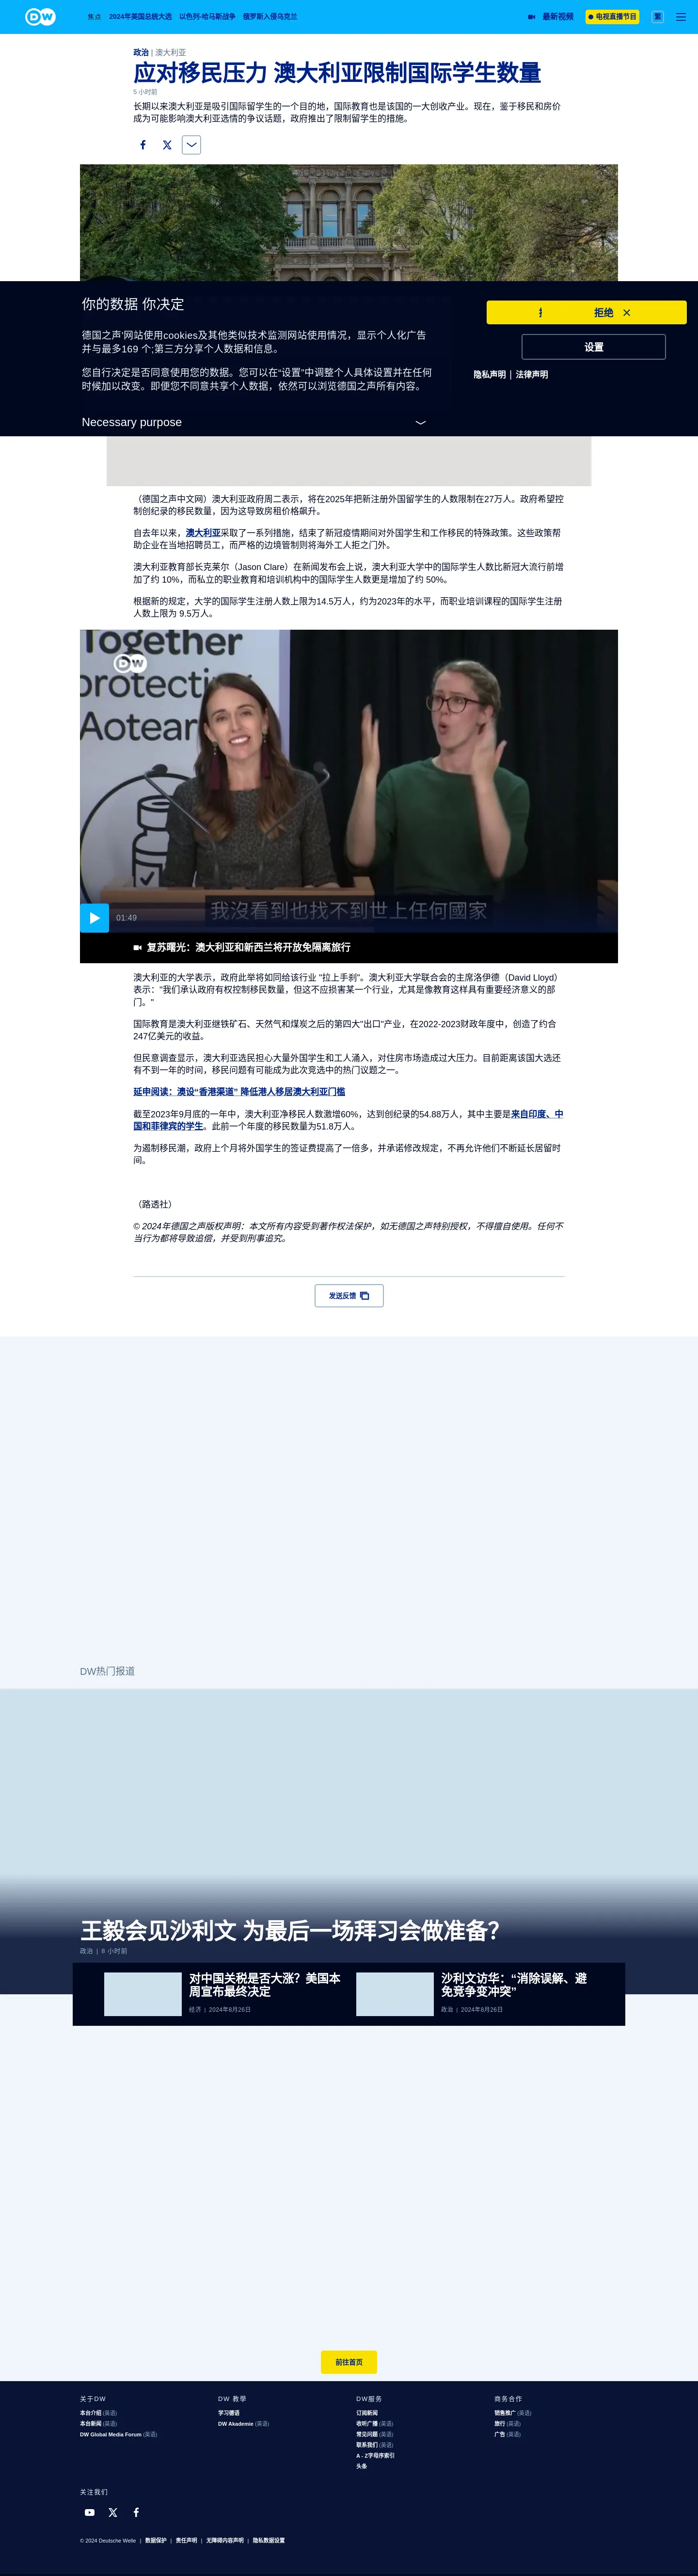 DW
焦点 2024年美国总统大选 以色列-哈马斯战争 俄罗斯入侵乌克兰 最新视频 电视直播节目 繁
政治 | 澳大利亚
应对移民压力 澳大利亚限制国际学生数量
5 小时前
长期以来澳大利亚是吸引国际留学生的一个目的地，国际教育也是该国的一大创收产业。现在，鉴于移民和房价
成为可能影响澳大利亚选情的争议话题，政府推出了限制留学生的措施。
你的数据 你决定
拒绝
德国之声'网站使用cookies及其他类似技术监测网站使用情况，显示个人化广告
并与最多169 个;第三方分享个人数据和信息。
设置
您自行决定是否同意使用您的数据。您可以在“设置”中调整个人具体设置并在任何
时候加以改变。即便您不同意共享个人数据，依然可以浏览德国之声所有内容。
隐私声明 | 法律声明
Necessary purpose
（德国之声中文网）澳大利亚政府周二表示，将在2025年把新注册外国留学生的人数限制在27万人。政府希望控
制创纪录的移民数量，因为这导致房租价格飙升。
自去年以来，澳大利亚采取了一系列措施，结束了新冠疫情期间对外国学生和工作移民的特殊政策。这些政策帮
助企业在当地招聘员工，而严格的边境管制则将海外工人拒之门外。
澳大利亚教育部长克莱尔（Jason Clare）在新闻发布会上说，澳大利亚大学中的国际学生人数比新冠大流行前增
加了约 10%，而私立的职业教育和培训机构中的国际学生人数更是增加了约 50%。
根据新的规定，大学的国际学生注册人数上限为14.5万人，约为2023年的水平，而职业培训课程的国际学生注册
人数上限为 9.5万人。
Together
DW
protecting
Aotea
我沒看到也找不到世上任何國家
01:49
复苏曙光：澳大利亚和新西兰将开放免隔离旅行
澳大利亚的大学表示，政府此举将如同给该行业 "拉上手刹"。澳大利亚大学联合会的主席洛伊德（David Lloyd）
表示："我们承认政府有权控制移民数量，但这不应损害某一个行业，尤其是像教育这样具有重要经济意义的部
门。"
国际教育是澳大利亚继铁矿石、天然气和煤炭之后的第四大"出口"产业，在2022-2023财政年度中，创造了约合
247亿美元的收益。
但民意调查显示，澳大利亚选民担心大量外国学生和工人涌入，对住房市场造成过大压力。目前距离该国大选还
有不到一年的时间，移民问题有可能成为此次竞选中的热门议题之一。
延申阅读：澳设“香港渠道” 降低港人移居澳大利亚门槛
截至2023年9月底的一年中，澳大利亚净移民人数激增60%，达到创纪录的54.88万人，其中主要是来自印度、中
国和菲律宾的学生。此前一个年度的移民数量为51.8万人。
为遏制移民潮，政府上个月将外国学生的签证费提高了一倍多，并承诺修改规定，不再允许他们不断延长居留时
间。
（路透社）
© 2024年德国之声版权声明：本文所有内容受到著作权法保护，如无德国之声特别授权，不得擅自使用。任何不
当行为都将导致追偿，并受到刑事追究。
发送反馈
DW热门报道
王毅会见沙利文 为最后一场拜习会做准备？
政治 | 8 小时前
对中国关税是否大涨？美国本
周宣布最终决定
经济 | 2024年8月26日
沙利文访华：“消除误解、避
免竞争变冲突”
政治 | 2024年8月26日
前往首页
关于DW
本台介绍 (英语)
本台新闻 (英语)
DW Global Media Forum (英语)
DW 教學
学习德语
DW Akademie (英语)
DW服务
订阅新闻
收听广播 (英语)
常见问题 (英语)
联系我们 (英语)
A - Z字母序索引
头条
商务合作
销售推广 (英语)
旅行 (英语)
广告 (英语)
关注我们
© 2024 Deutsche Welle | 数据保护 | 责任声明 | 无障碍内容声明 | 隐私数据设置